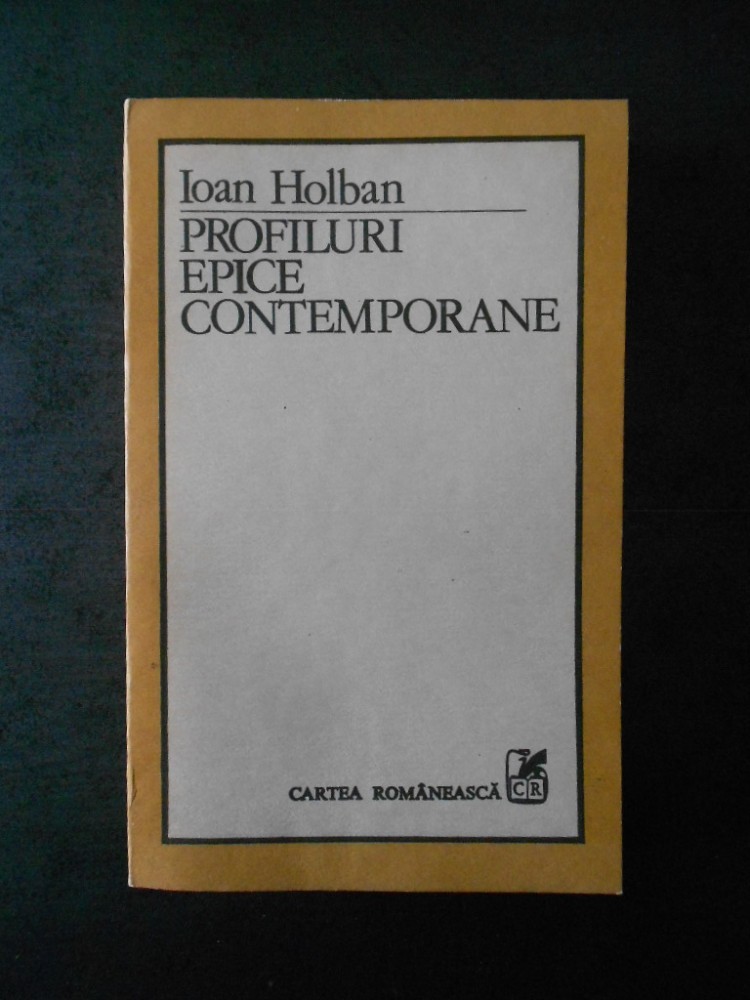 Ioan Holban
PROFILURI
EPICE
CONTEMPORANE
CARTEA ROMÂNEASCĂ
CR